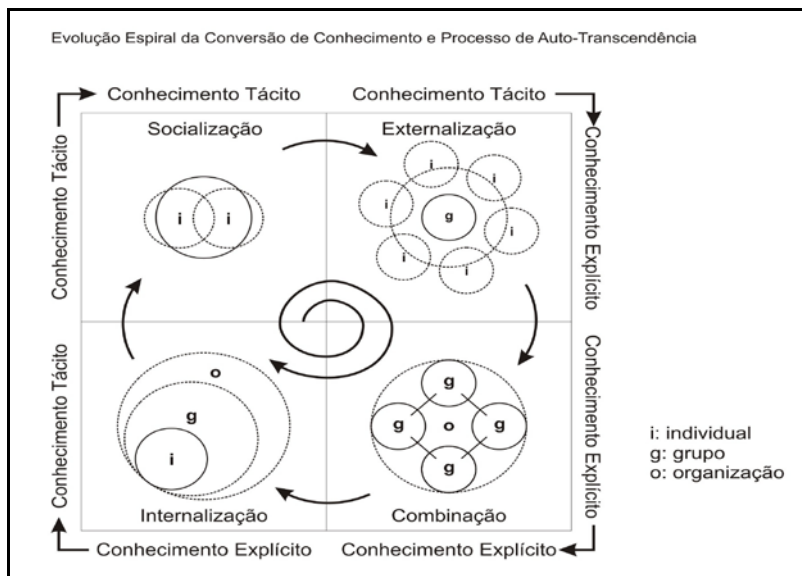 Evolução Espiral da Conversão de Conhecimento e Processo de Auto-Transcendência
Conhecimento Tácito
Conhecimento Tácito
Conhecimento Tácito
Socialização
Externalização
Conhecimento Explícito
i
i
i
i
i
i
i
i
g
Conhecimento Tácito
o
g
i
g
g
o
g
g
Conhecimento Explícito
i: individual
g: grupo
o: organização
Internalização
Combinação
Conhecimento Explícito
Conhecimento Explícito